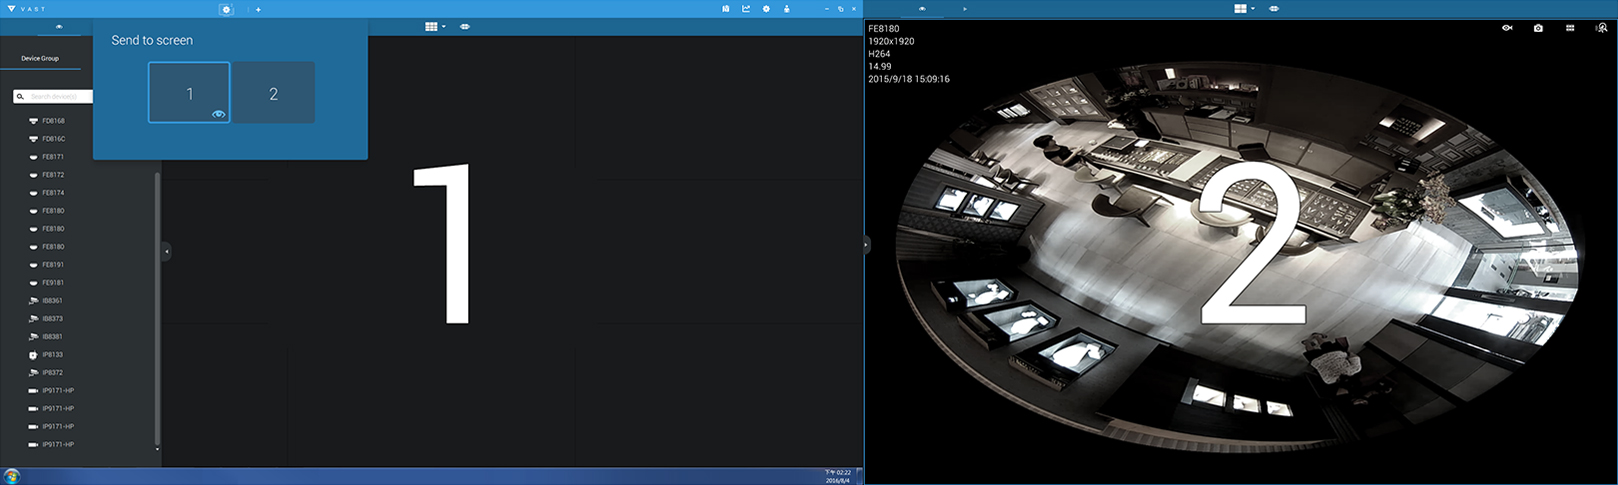 VAST
+
Send to screen
1
2
Device Group
Search device(s)
FD816B
FD816C
FE8171
FE8172
FE8174
FE8180
FE8180
FE8180
FE8191
FE9181
IB8361
IB8373
IB8381
IP8133
IP8372
IP9171-HP
IP9171-HP
IP9171-HP
IP9171-HP
1
下午 02:22
2016/8/4
FE8180
1920x1920
H264
14.99
2015/9/18 15:09:16
2